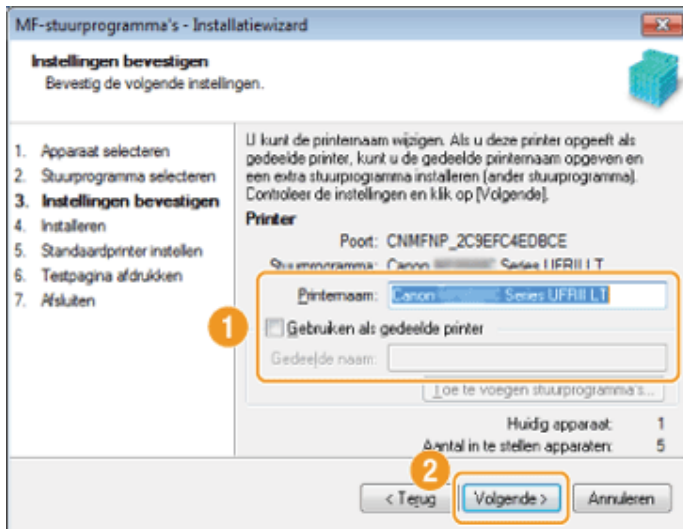 MF-stuurprogramma's - Installatiewizard
Instellingen bevestigen
Bevestig de volgende instellingen.
1. Apparaat selecteren
2. Stuurprogramma selecteren
3. Instellingen bevestigen
4. Installeren
5. Standaardprinter instellen
6. Testpagina afdrukken
7. Afsluiten
U kunt de printernaam wijzigen. Als u deze printer opgeeft als
gedeelde printer, kunt u de gedeelde printernaam opgeven en
een extra stuurprogramma installeren (ander stuurprogramma).
Controleer de instellingen en klik op [Volgende].
Printer
Poort: CNMFNP_2C9EFC4EDBCE
Stuurprogramma: Canon Series UFRII LT
Printernaam: Canon Series UFRII LT
1
Gebruiken als gedeelde printer
Gedeelde naam:
Toe te voegen stuurprogramma's...
Huidig apparaat: 1
Aantal in te stellen apparaten: 5
2
< Terug Volgende > Annuleren